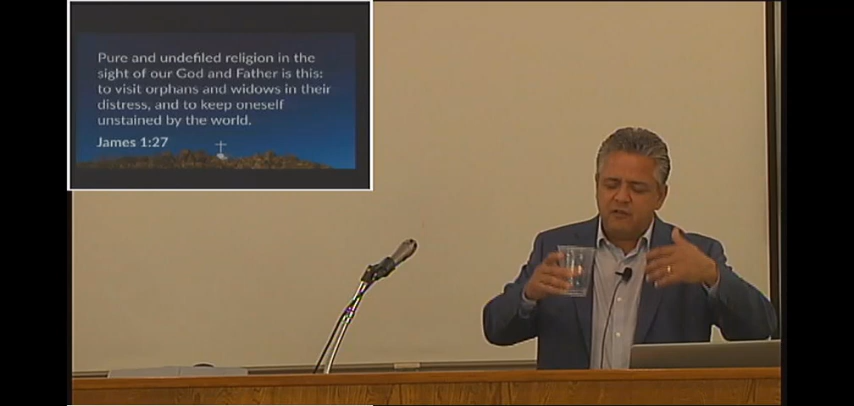 Pure and undefiled religion in the
sight of our God and Father is this:
to visit orphans and widows in their
distress, and to keep oneself
unstained by the world.
James 1:27